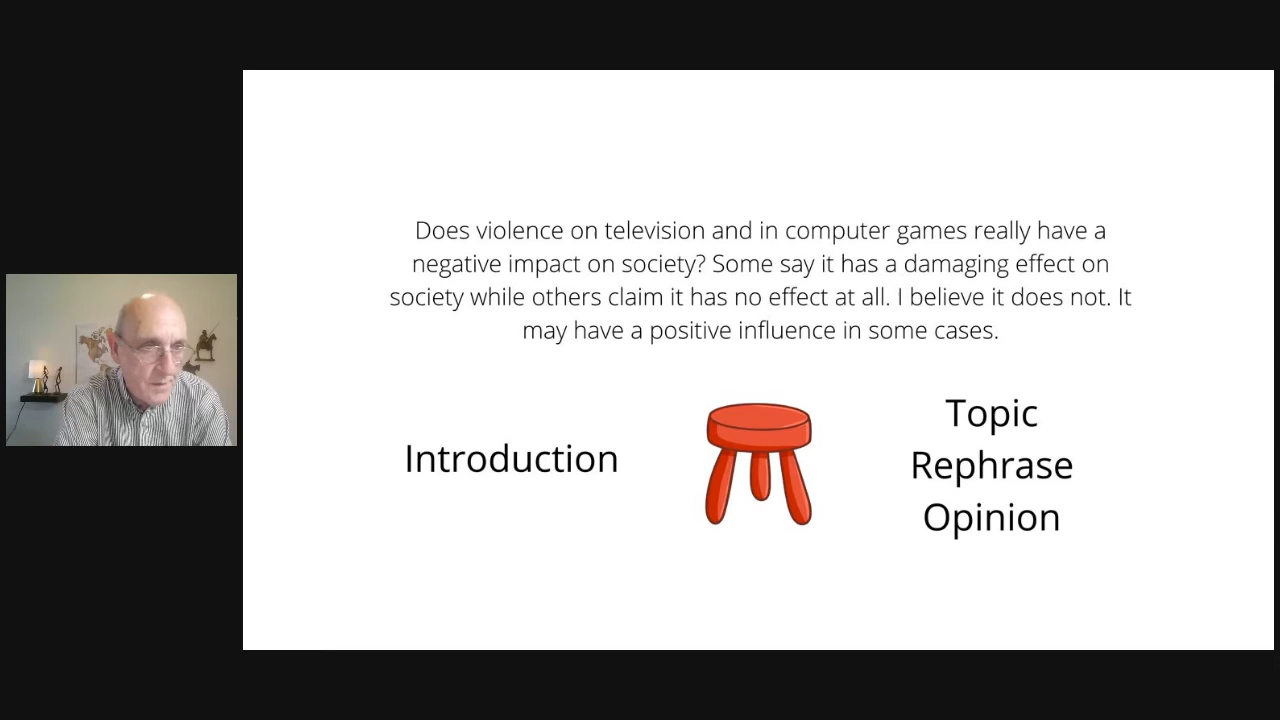 Does violence on television and in computer games really have a
negative impact on society? Some say it has a damaging effect on
society while others claim it has no effect at all. I believe it does not. It
may have a positive influence in some cases.
Introduction
Topic
Rephrase
Opinion